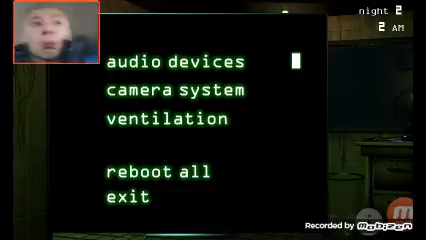 night 2
2 AM
audio devices
camera system
ventilation
reboot all
exit
Recorded by mobizen